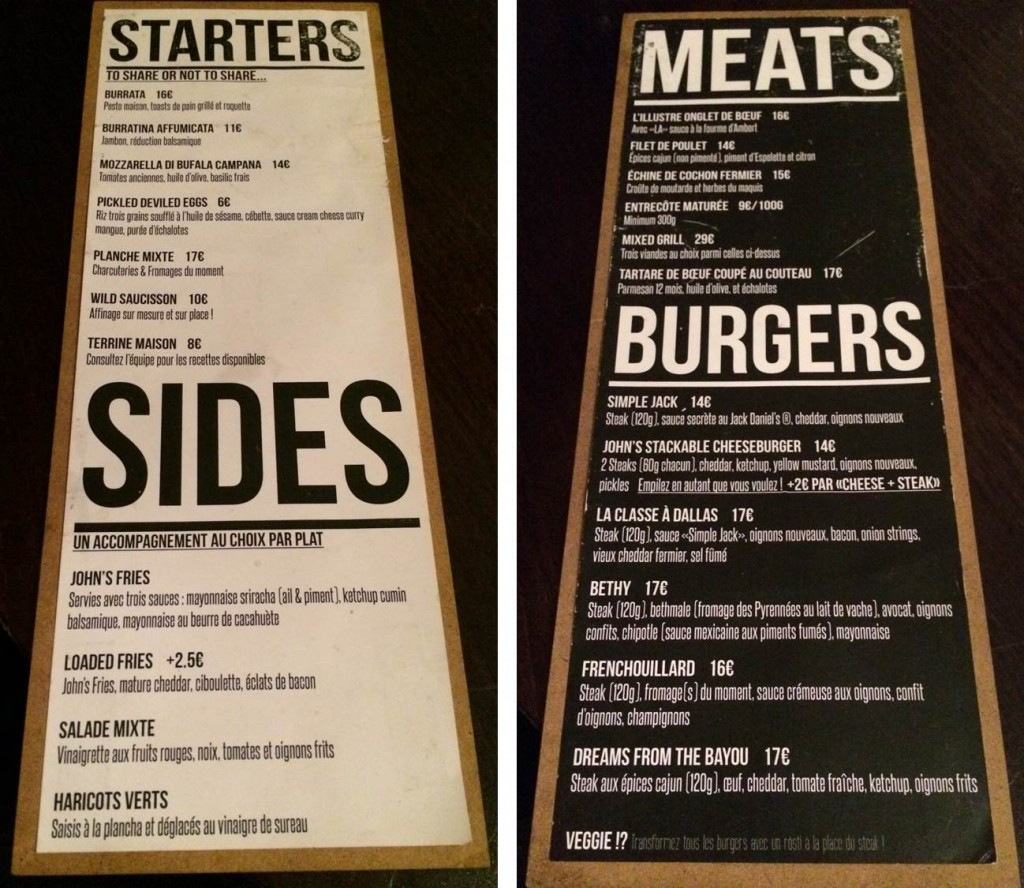 STARTERS
TO SHARE OR NOT TO SHARE...
BURRATA 16€
Pesto maison, toasts de pain grillé et roquette
BURRATINA AFFUMICATA 11€
Jambon, réduction balsamique
MOZZARELLA DI BUFALA CAMPANA 14€
Tomates anciennes, huile d'olive, basilic frais
PICKLED DEVILED EGGS 6€
Riz trois grains soufflé à l'huile de sésame, cébette, sauce cream cheese curry
mangue, purée d'échalotes
PLANCHE MIXTE 17€
Charcuteries & Fromages du moment
WILD SAUCISSON 10€
Affinage sur mesure et sur place !
TERRINE MAISON 8€
Consultez l'équipe pour les recettes disponibles
SIDES
UN ACCOMPAGNEMENT AU CHOIX PAR PLAT
JOHN'S FRIES
Servies avec trois sauces : mayonnaise sriracha (ail & piment), ketchup cumin
balsamique, mayonnaise au beurre de cacahuète
LOADED FRIES +2.5€
John's Fries, mature cheddar, ciboulette, éclats de bacon
SALADE MIXTE
Vinaigrette aux fruits rouges, noix, tomates et oignons frits
HARICOTS VERTS
Saisis à la plancha et déglacés au vinaigre de sureau
MEATS
L'ILLUSTRE ONGLET DE BŒUF 16€
Avec «LA» sauce à la fourme d'Ambert
FILET DE POULET 14€
Épices cajun (non pimenté), piment d'Espelette et citron
ÉCHINE DE COCHON FERMIER 15€
Croûte de moutarde et herbes du maquis
ENTRECÔTE MATURÉE 9€/100G
Minimum 300g
MIXED GRILL 29€
Trois viandes au choix parmi celles ci-dessus
TARTARE DE BŒUF COUPÉ AU COUTEAU 17€
Parmesan 12 mois, huile d'olive, et échalotes
BURGERS
SIMPLE JACK 14€
Steak (120g), sauce secrète au Jack Daniel's ®, cheddar, oignons nouveaux
JOHN'S STACKABLE CHEESEBURGER 14€
2 Steaks (60g chacun), cheddar, ketchup, yellow mustard, oignons nouveaux,
pickles Empilez en autant que vous voulez ! +2€ PAR «CHEESE + STEAK»
LA CLASSE À DALLAS 17€
Steak (120g), sauce «Simple Jack», oignons nouveaux, bacon, onion strings,
vieux cheddar fermier, sel fûmé
BETHY 17€
Steak (120g), bethmale (fromage des Pyrennées au lait de vache), avocat, oignons
confits, chipotle (sauce mexicaine aux piments fumés), mayonnaise
FRENCHOUILLARD 16€
Steak (120g), fromage(s) du moment, sauce crémeuse aux oignons, confit
d'oignons, champignons
DREAMS FROM THE BAYOU 17€
Steak aux épices cajun (120g), œuf, cheddar, tomate fraîche, ketchup, oignons frits
VEGGIE !? Transformez tous les burgers avec un rösti à la place du steak !